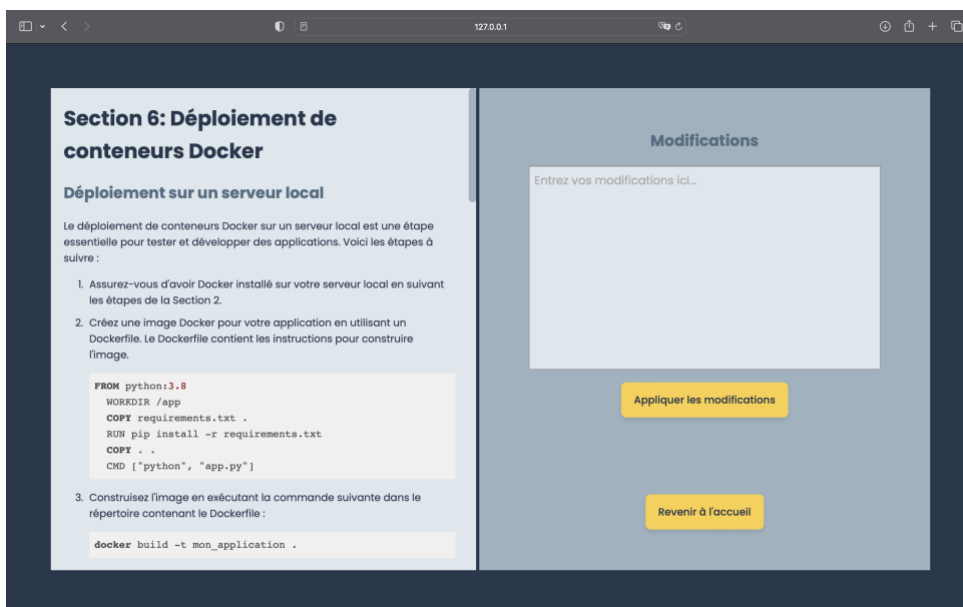 127.0.0.1
Section 6: Déploiement de
conteneurs Docker
Déploiement sur un serveur local
Le déploiement de conteneurs Docker sur un serveur local est une étape
essentielle pour tester et développer des applications. Voici les étapes à
suivre :
1. Assurez-vous d'avoir Docker installé sur votre serveur local en suivant
les étapes de la Section 2.
2. Créez une image Docker pour votre application en utilisant un
Dockerfile. Le Dockerfile contient les instructions pour construire
l'image.
FROM python:3.8
WORKDIR /app
COPY requirements.txt .
RUN pip install -r requirements.txt
COPY . .
CMD ["python", "app.py"]
3. Construisez l'image en exécutant la commande suivante dans le
répertoire contenant le Dockerfile :
docker build -t mon_application .
Modifications
Entrez vos modifications ici...
Appliquer les modifications
Revenir à l'accueil